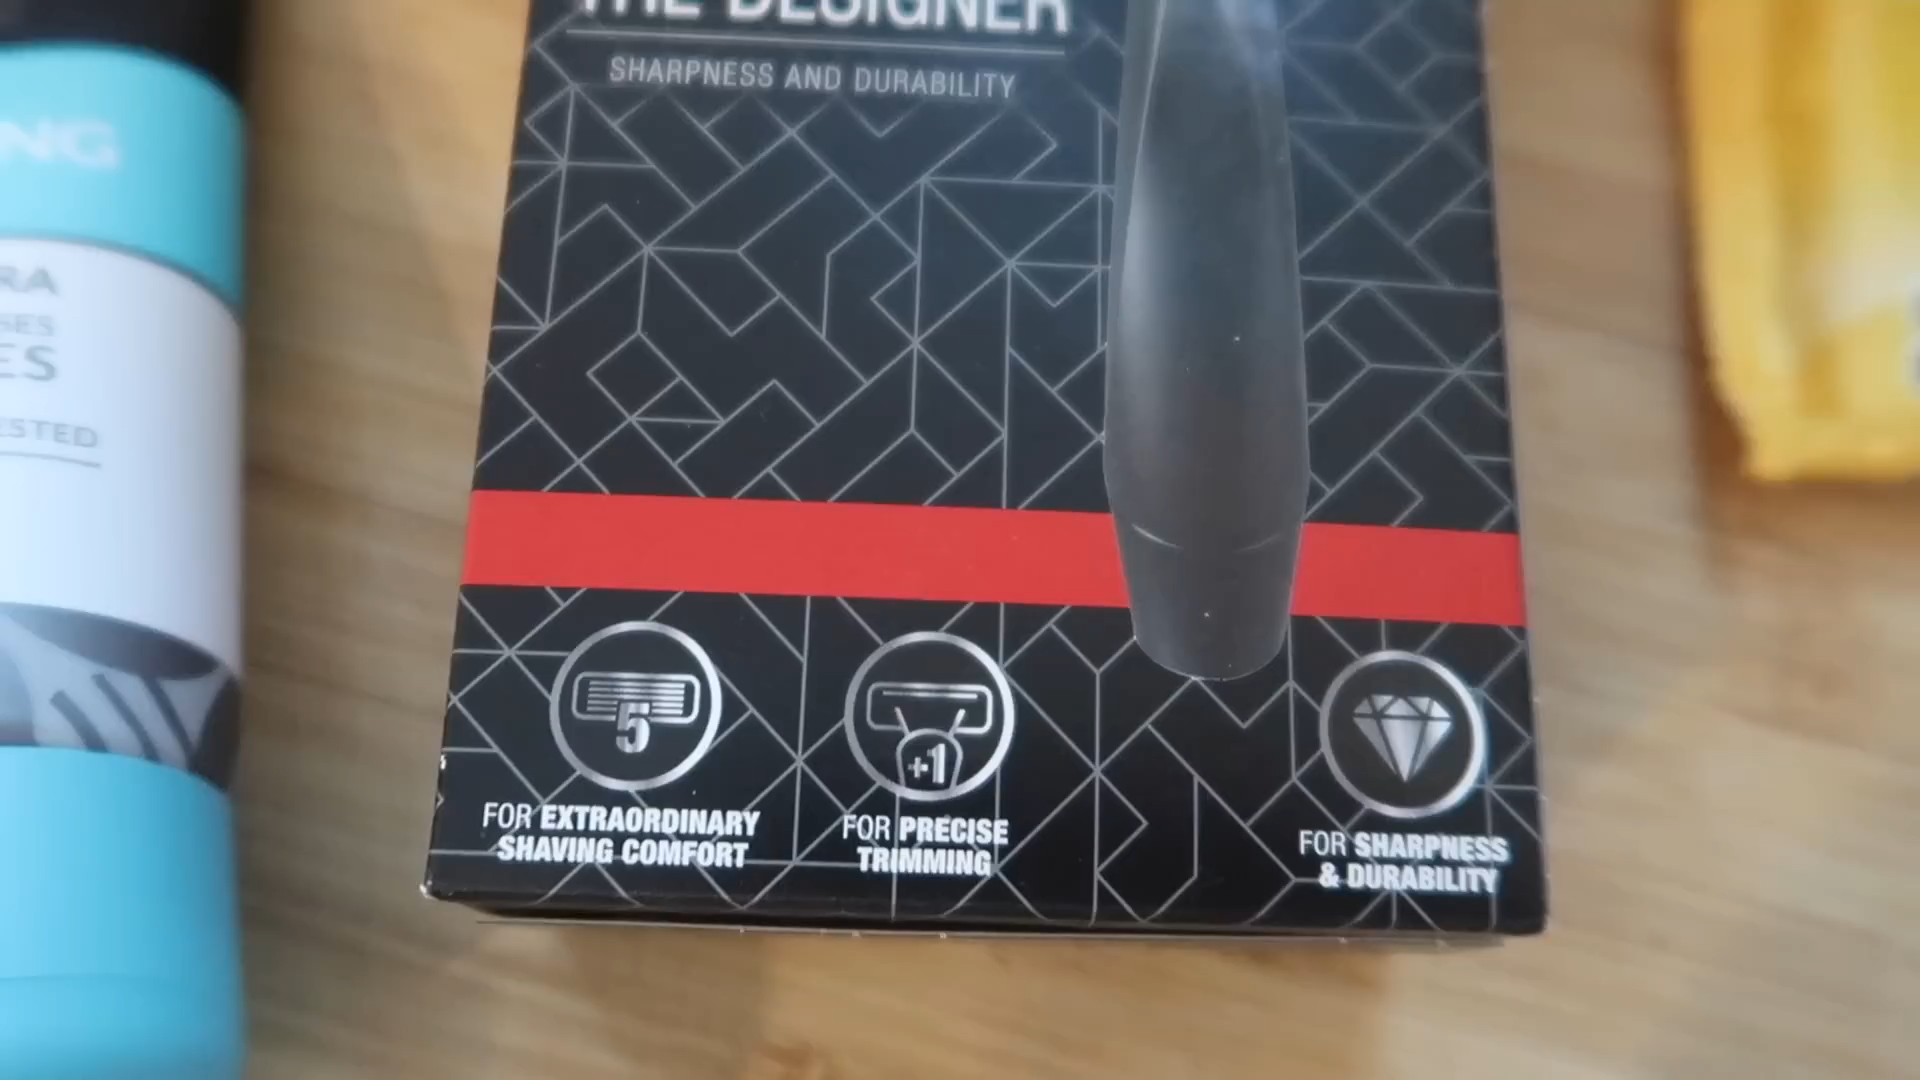 THE DESIGNER
SHARPNESS AND DURABILITY
5
+1
FOR EXTRAORDINARY
SHAVING COMFORT
FOR PRECISE
TRIMMING
FOR SHARPNESS
& DURABILITY